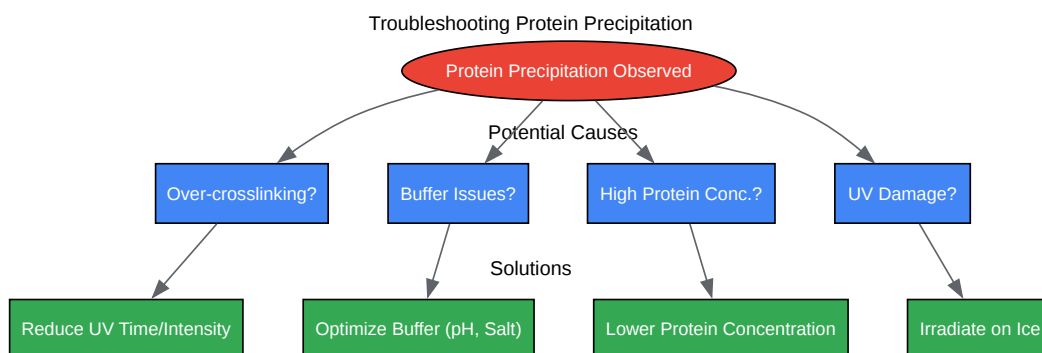 Troubleshooting Protein Precipitation
Protein Precipitation Observed
Potential Causes
Over-crosslinking?
Buffer Issues?
High Protein Conc.?
UV Damage?
Solutions
Reduce UV Time/Intensity
Optimize Buffer (pH, Salt)
Lower Protein Concentration
Irradiate on Ice